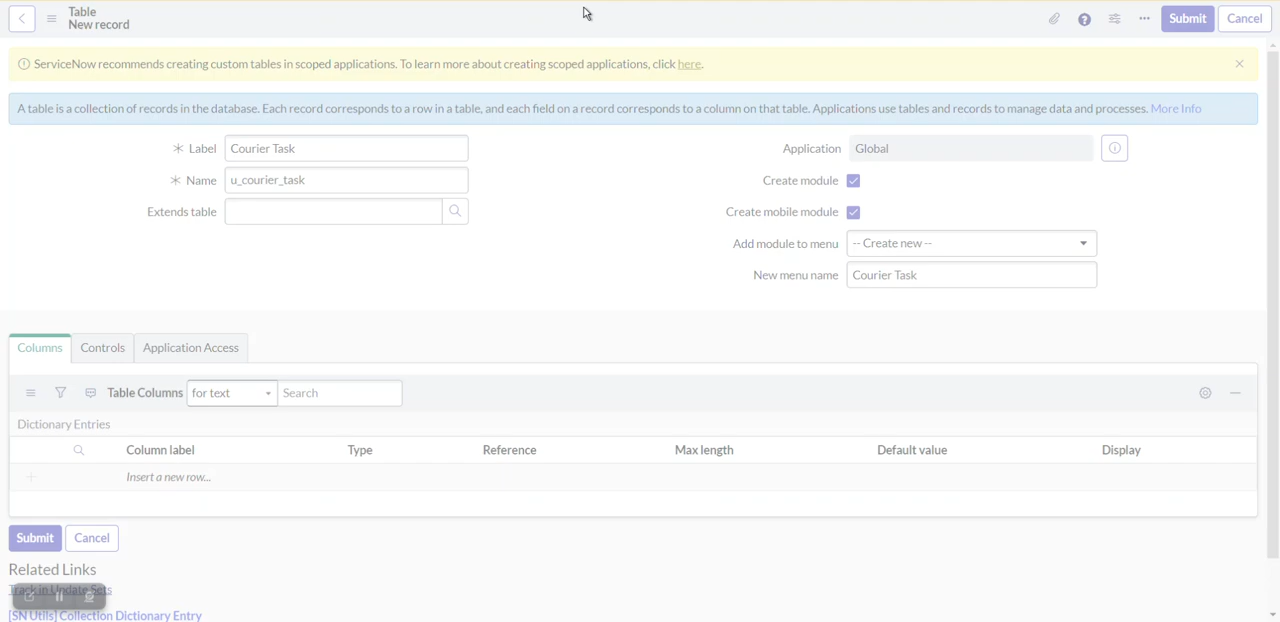 Table
New record
Submit
Cancel
ServiceNow recommends creating custom tables in scoped applications. To learn more about creating scoped applications, click here.
A table is a collection of records in the database. Each record corresponds to a row in a table, and each field on a record corresponds to a column on that table. Applications use tables and records to manage data and processes. More Info
Label Courier Task
Name u_courier_task
Extends table
Application Global
Create module
Create mobile module
Add module to menu -- Create new --
New menu name Courier Task
Columns Controls Application Access
Table Columns for text Search
Dictionary Entries
Column label Type Reference Max length Default value Display
Insert a new row...
Submit Cancel
Related Links
Track in Update Sets
[SN Utils] Collection Dictionary Entry